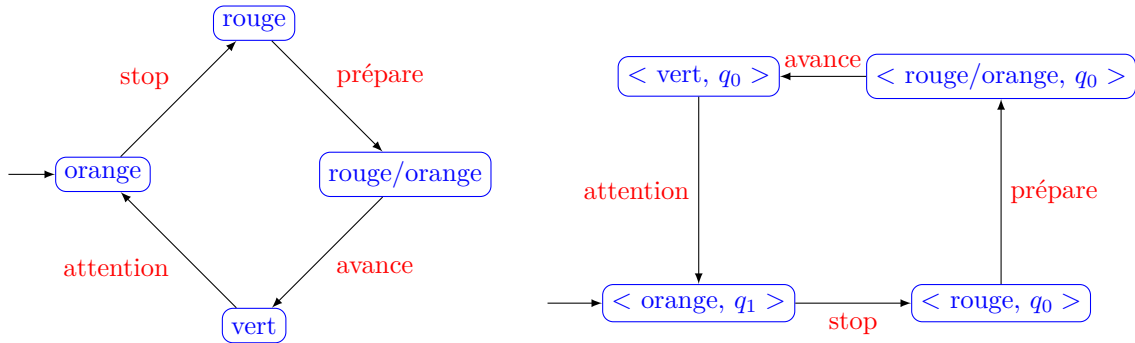 rouge
stop
prépare
orange
rouge/orange
attention
avance
vert
< vert, q₀ >
avance
< rouge/orange, q₀ >
attention
prépare
< orange, q₁ >
stop
< rouge, q₀ >